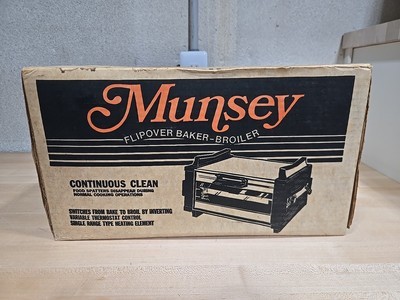 Munsey
FLIPOVER BAKER-BROILER
CONTINUOUS CLEAN
FOOD SPATTERS DISAPPEAR DURING
NORMAL COOKING OPERATIONS
SWITCHES FROM BAKE TO BROIL BY INVERTING
VARIABLE THERMOSTAT CONTROL
SINGLE RANGE TYPE HEATING ELEMENT